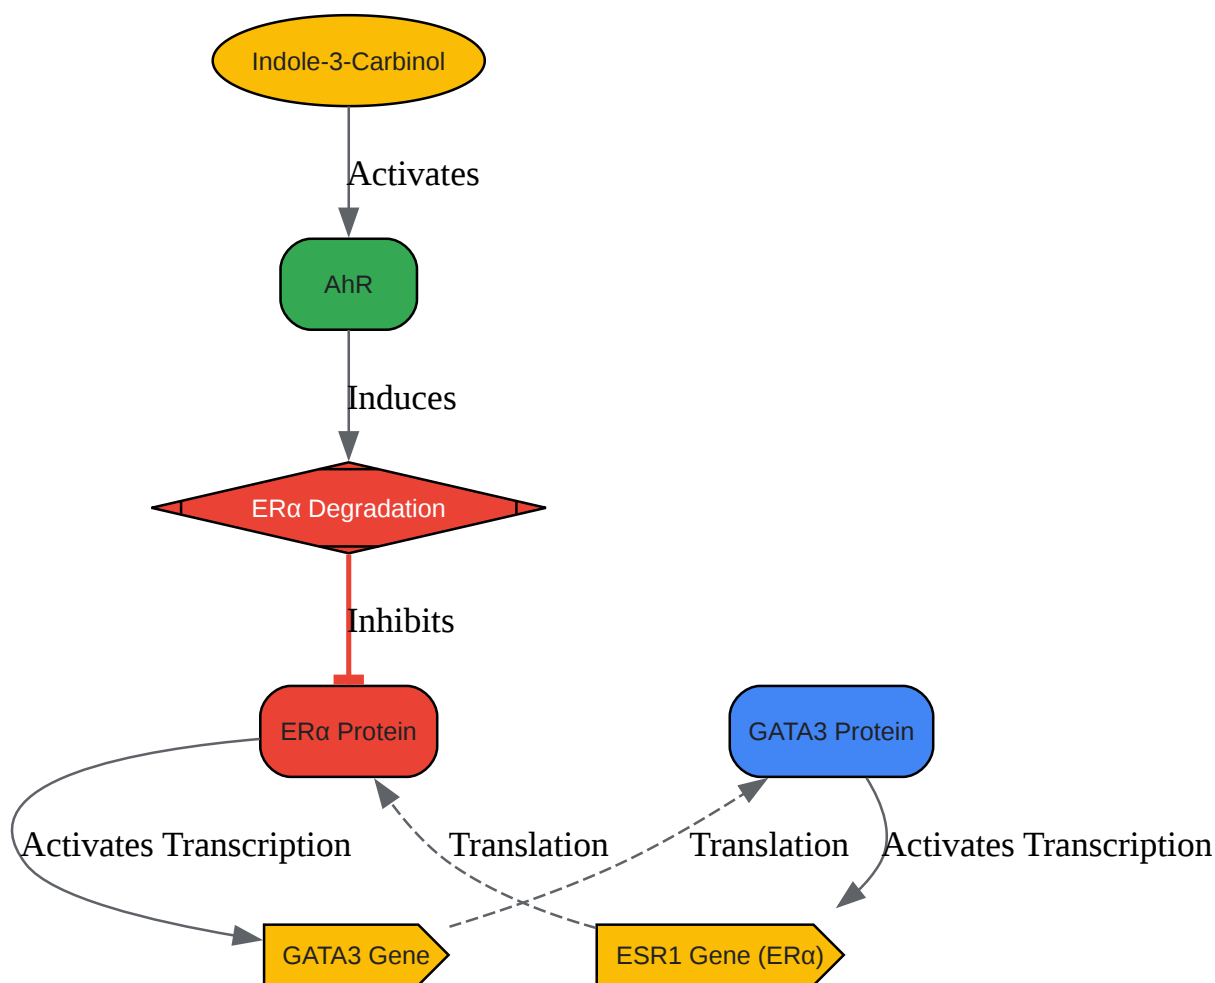 Indole-3-Carbinol
Activates
AhR
Induces
ERα Degradation
Inhibits
ERα Protein
GATA3 Protein
Activates Transcription
Translation
Translation
Activates Transcription
GATA3 Gene
ESR1 Gene (ERα)